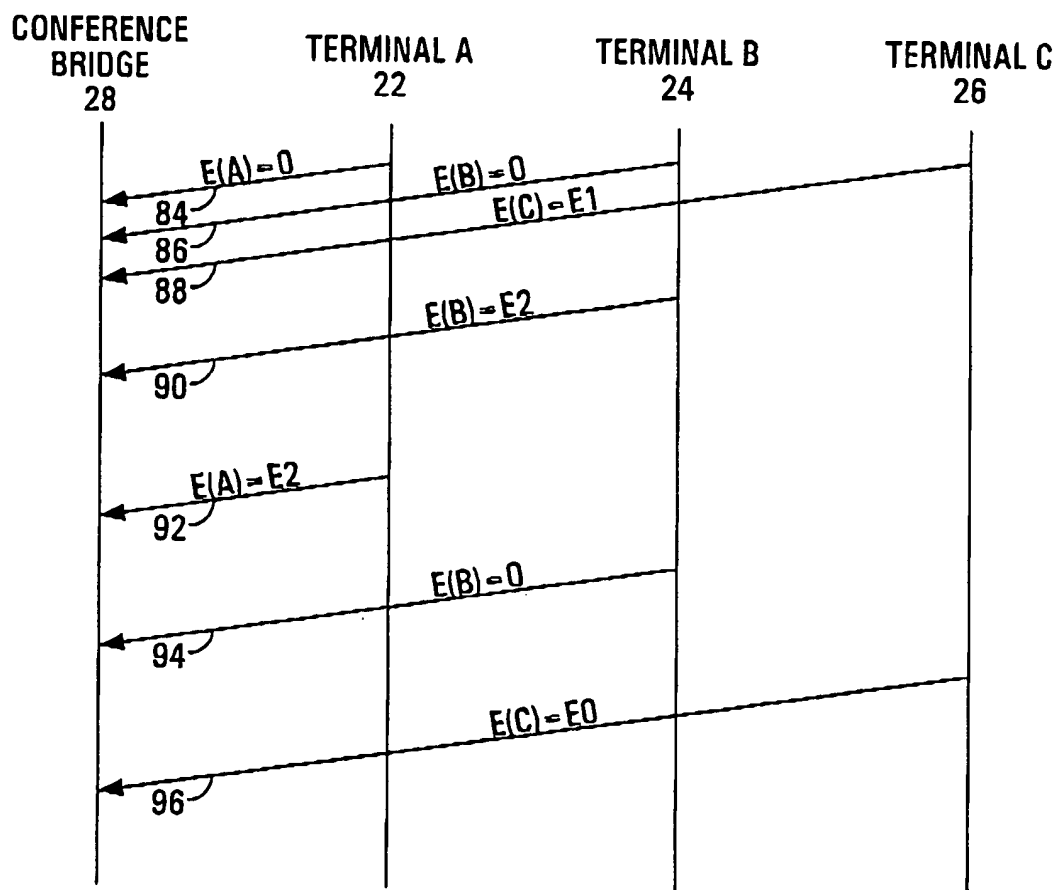 CONFERENCE
BRIDGE
28
TERMINAL A
22
TERMINAL B
24
TERMINAL C
26
E(A)=0
84
E(B)=0
86
E(C)=E1
88
E(B)=E2
90
E(A)=E2
92
E(B)=0
94
E(C)=E0
96